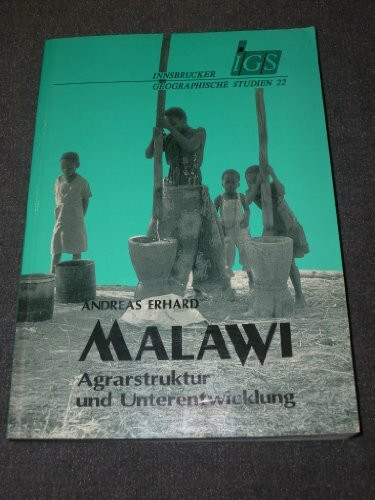 IGS
INNSBRUCKER
GEOGRAPHISCHE STUDIEN 22
ANDREAS ERHARD
MALAWI
Agrarstruktur
und Unterentwicklung